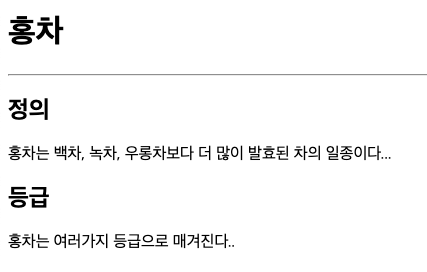 홍차
정의
홍차는 백차, 녹차, 우롱차보다 더 많이 발효된 차의 일종이다...
등급
홍차는 여러가지 등급으로 매겨진다..